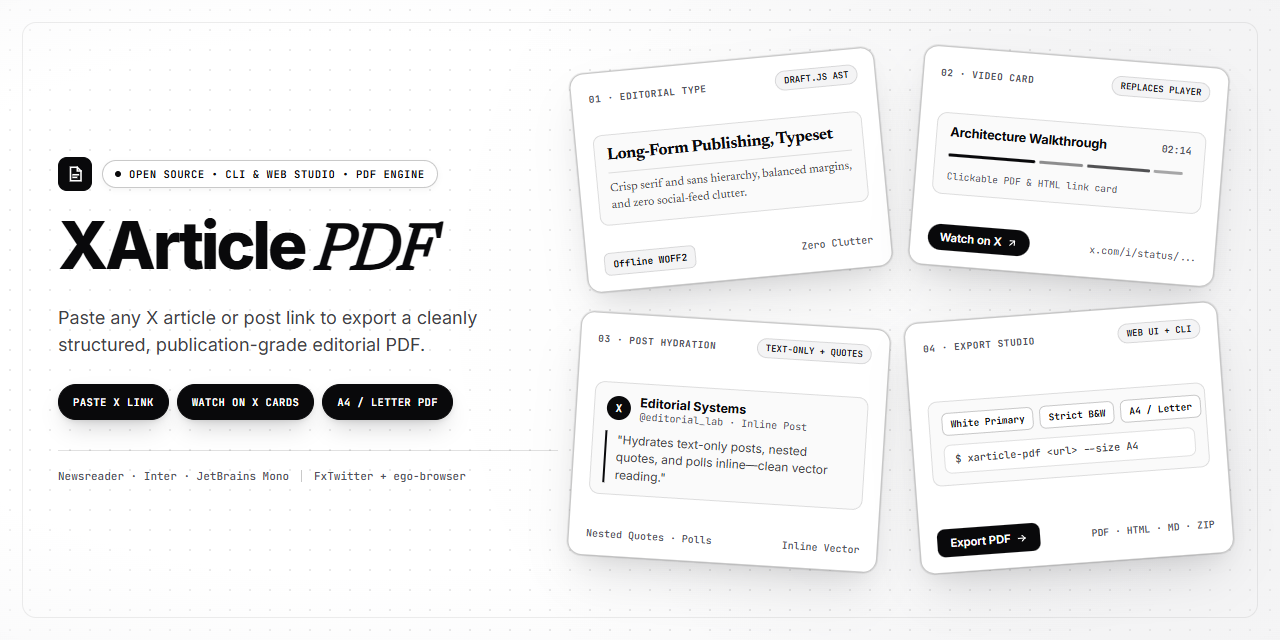 OPEN SOURCE • CLI & WEB STUDIO • PDF ENGINE
XArticle PDF
Paste any X article or post link to export a cleanly
structured, publication-grade editorial PDF.
PASTE X LINK
WATCH ON X CARDS
A4 / LETTER PDF
Newsreader · Inter · JetBrains Mono
FxTwitter + ego-browser
01 · EDITORIAL TYPE
DRAFT.JS AST
Long-Form Publishing, Typeset
Crisp serif and sans hierarchy, balanced margins,
and zero social-feed clutter.
Offline WOFF2
Zero Clutter
02 · VIDEO CARD
REPLACES PLAYER
Architecture Walkthrough
02:14
Clickable PDF & HTML link card
Watch on X ↗
x.com/i/status/...
03 · POST HYDRATION
TEXT-ONLY + QUOTES
X
Editorial Systems
@editorial_lab · Inline Post
"Hydrates text-only posts, nested
quotes, and polls inline—clean vector
reading."
Nested Quotes · Polls
Inline Vector
04 · EXPORT STUDIO
WEB UI + CLI
White Primary
Strict B&W
A4 / Letter
$ xarticle-pdf <url> --size A4
Export PDF →
PDF · HTML · MD · ZIP